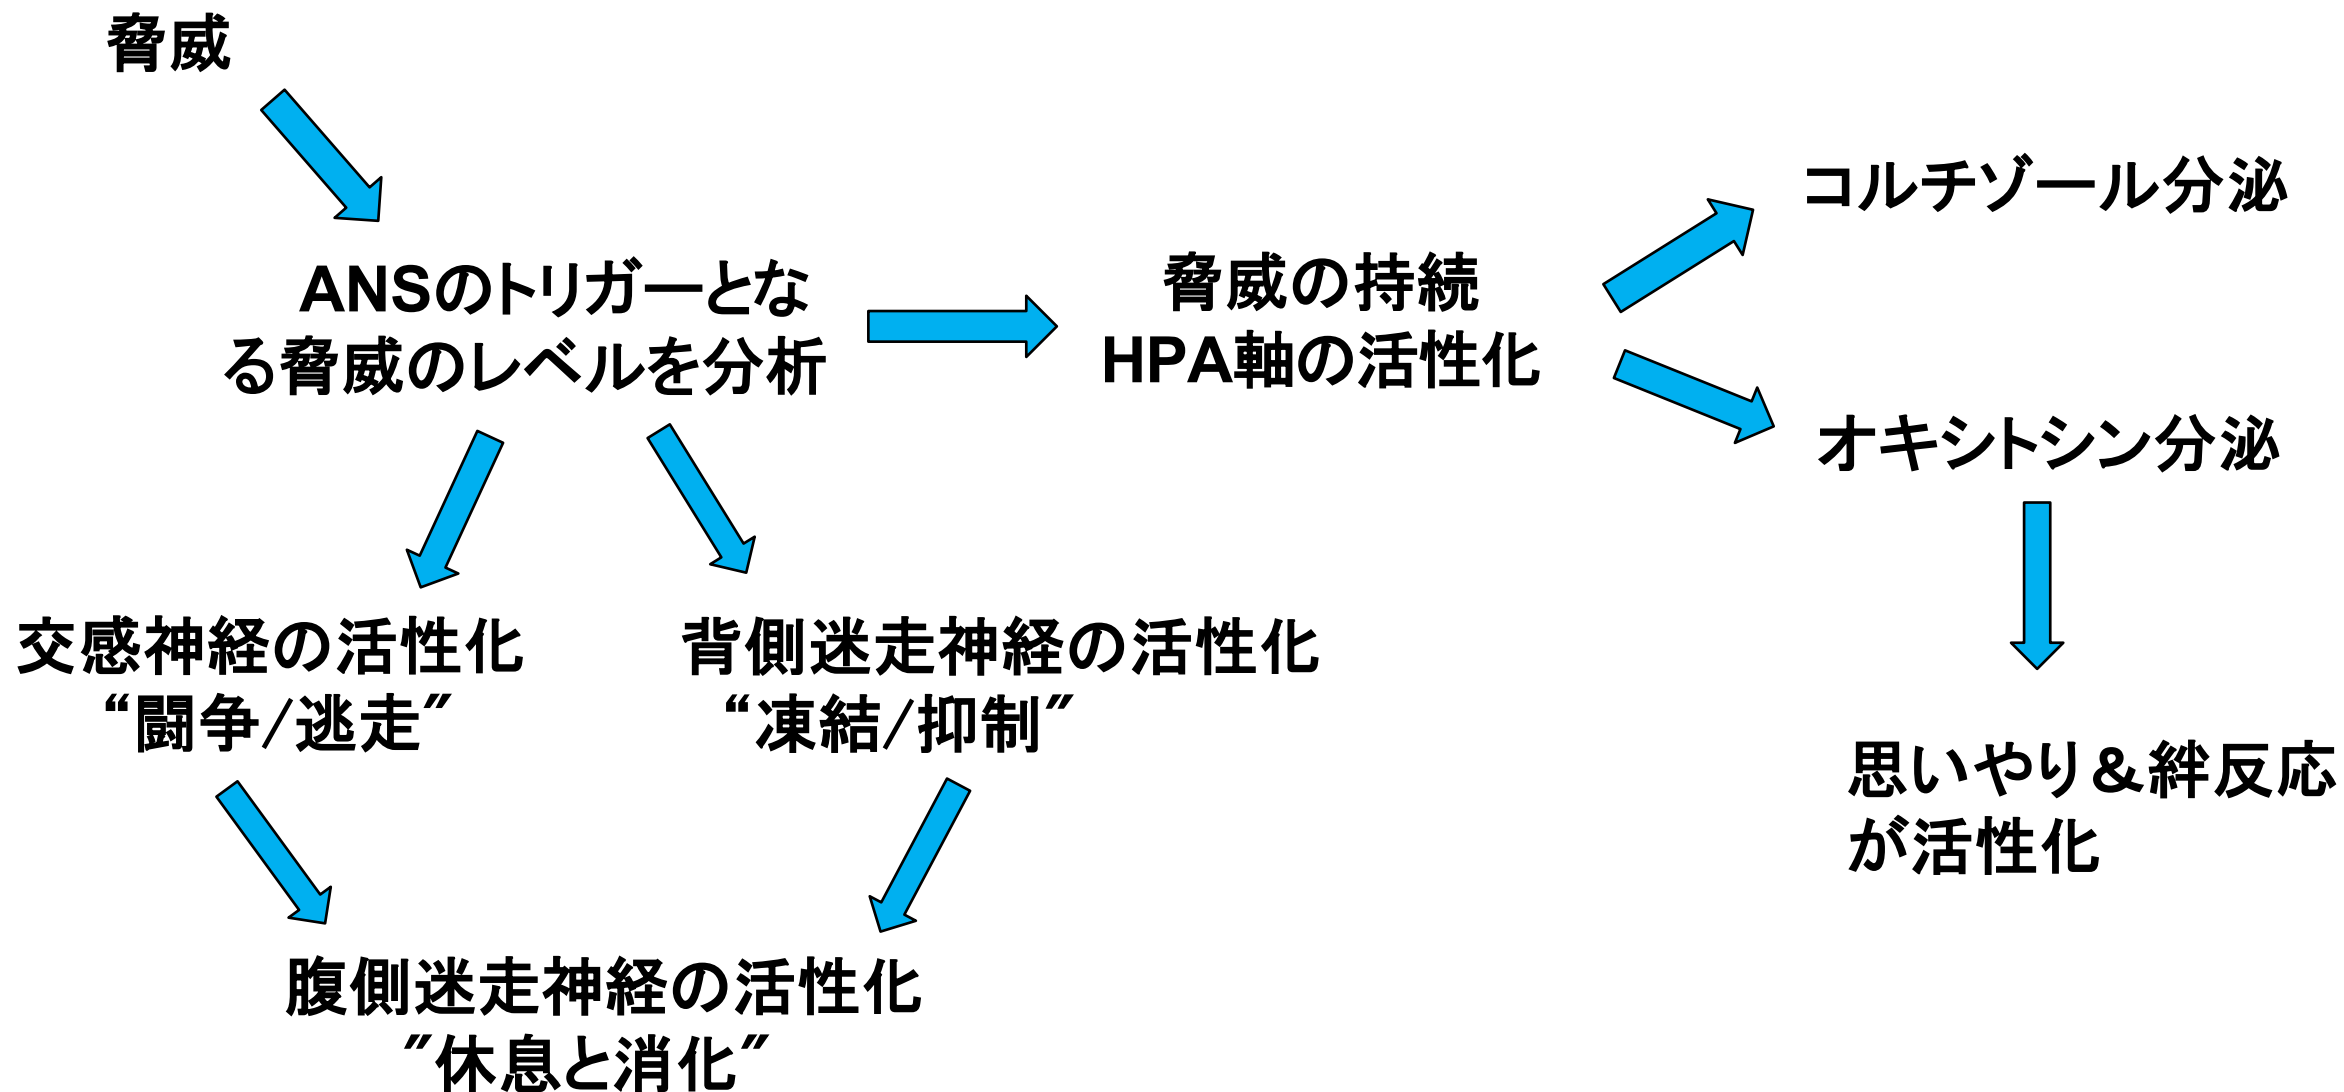 脅威
ANSのトリガーとな
る脅威のレベルを分析
脅威の持続
HPA軸の活性化
コルチゾール分泌
オキシトシン分泌
思いやり＆絆反応
が活性化
交感神経の活性化
“闘争/逃走”
背側迷走神経の活性化
“凍結/抑制”
腹側迷走神経の活性化
”休息と消化”